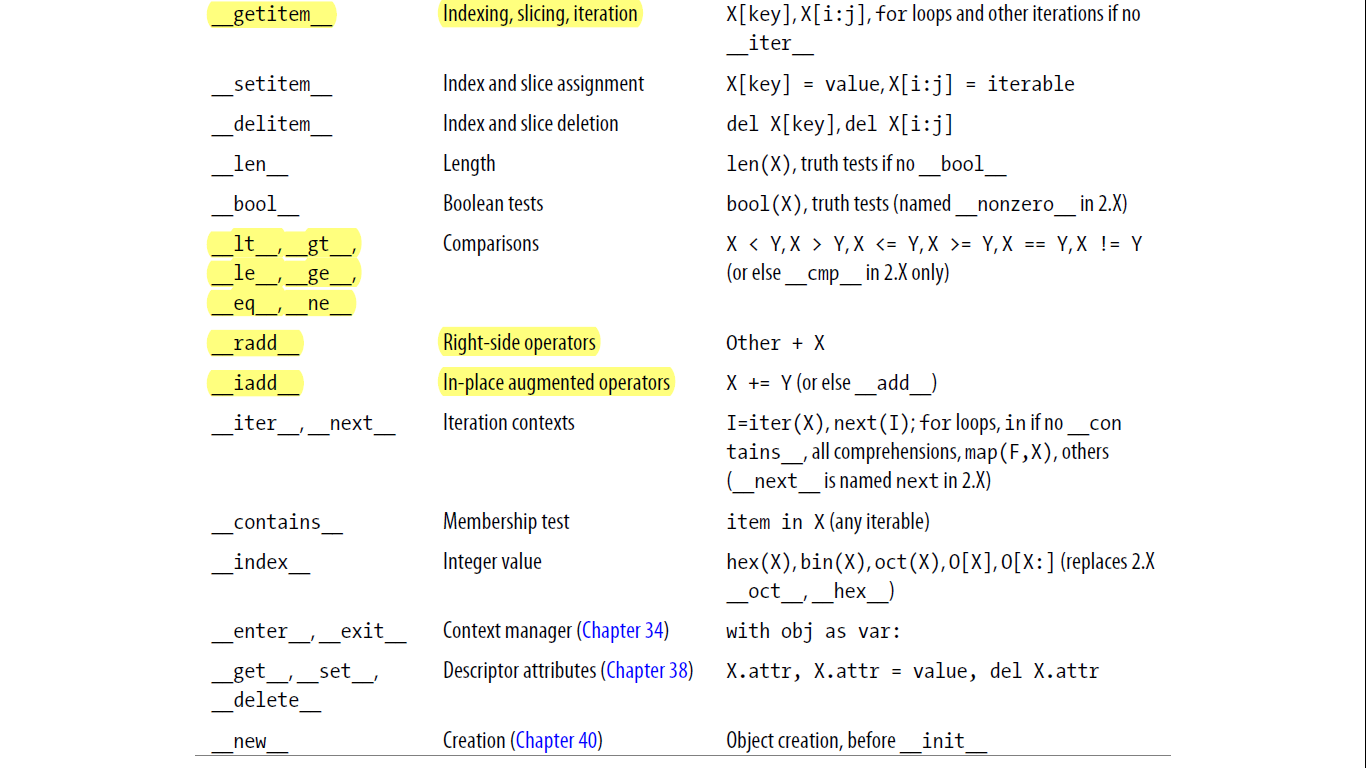 __getitem__ Indexing, slicing, iteration X[key], X[i:j], for loops and other iterations if no
__iter__
__setitem__ Index and slice assignment X[key] = value, X[i:j] = iterable
__delitem__ Index and slice deletion del X[key], del X[i:j]
__len__ Length len(X), truth tests if no __bool__
__bool__ Boolean tests bool(X), truth tests (named __nonzero__ in 2.X)
__lt__, __gt__, Comparisons X < Y, X > Y, X <= Y, X >= Y, X == Y, X != Y
__le__, __ge__, (or else __cmp__ in 2.X only)
__eq__, __ne__
__radd__ Right-side operators Other + X
__iadd__ In-place augmented operators X += Y (or else __add__)
__iter__, __next__ Iteration contexts I=iter(X), next(I); for loops, in if no __con
tains__, all comprehensions, map(F,X), others
(__next__ is named next in 2.X)
__contains__ Membership test item in X (any iterable)
__index__ Integer value hex(X), bin(X), oct(X), O[X], O[X:] (replaces 2.X
__oct__, __hex__)
__enter__, __exit__ Context manager (Chapter 34) with obj as var:
__get__, __set__, Descriptor attributes (Chapter 38) X.attr, X.attr = value, del X.attr
__delete__
__new__ Creation (Chapter 40) Object creation, before __init__